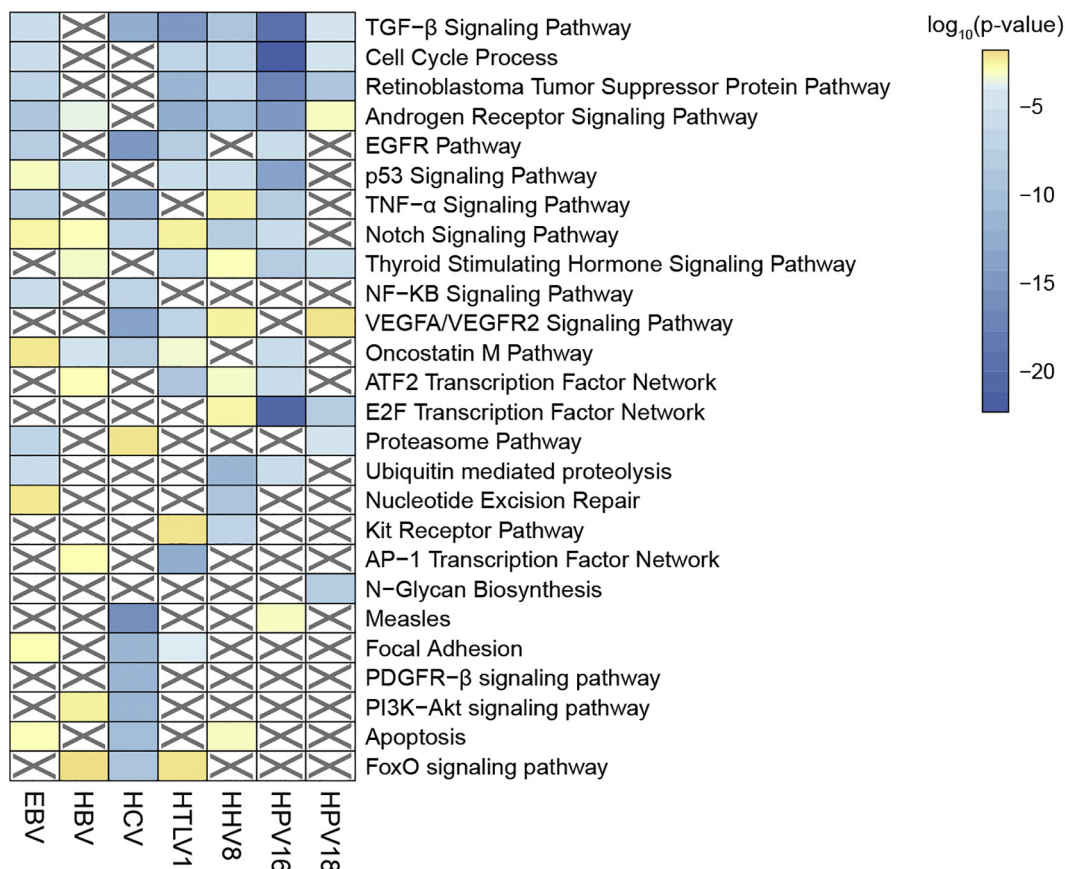 log10(p-value)
TGF−β Signaling Pathway
Cell Cycle Process
Retinoblastoma Tumor Suppressor Protein Pathway
Androgen Receptor Signaling Pathway
EGFR Pathway
p53 Signaling Pathway
TNF−α Signaling Pathway
Notch Signaling Pathway
Thyroid Stimulating Hormone Signaling Pathway
NF−KB Signaling Pathway
VEGFA/VEGFR2 Signaling Pathway
Oncostatin M Pathway
ATF2 Transcription Factor Network
E2F Transcription Factor Network
Proteasome Pathway
Ubiquitin mediated proteolysis
Nucleotide Excision Repair
Kit Receptor Pathway
AP−1 Transcription Factor Network
N−Glycan Biosynthesis
Measles
Focal Adhesion
PDGFR−β signaling pathway
PI3K−Akt signaling pathway
Apoptosis
FoxO signaling pathway
−5
−10
−15
−20
EBV
HBV
HCV
HTLV1
HHV8
HPV16
HPV18